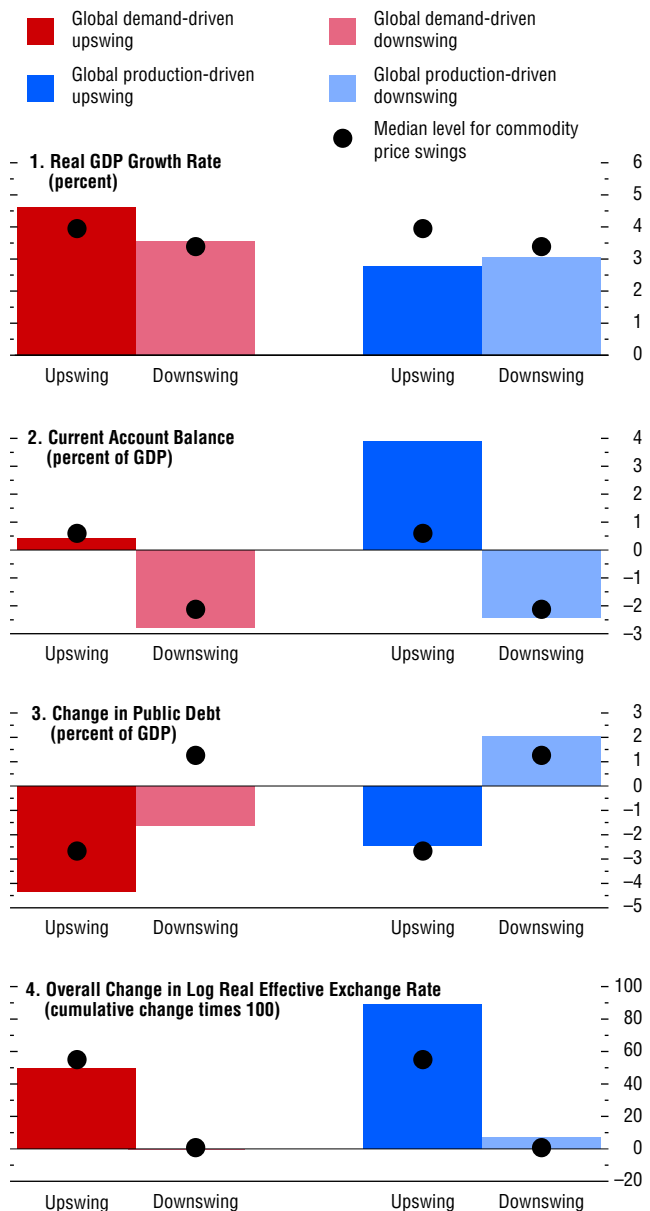 Global demand-driven
upswing
Global demand-driven
downswing
Global production-driven
upswing
Global production-driven
downswing
Median level for commodity
price swings
1. Real GDP Growth Rate
(percent)
6
5
4
3
2
1
0
Upswing Downswing Upswing Downswing
2. Current Account Balance
(percent of GDP)
4
3
2
1
0
–1
–2
–3
Upswing Downswing Upswing Downswing
3. Change in Public Debt
(percent of GDP)
3
2
1
0
–1
–2
–3
–4
–5
Upswing Downswing Upswing Downswing
4. Overall Change in Log Real Effective Exchange Rate
(cumulative change times 100)
100
80
60
40
20
0
–20
Upswing Downswing Upswing Downswing